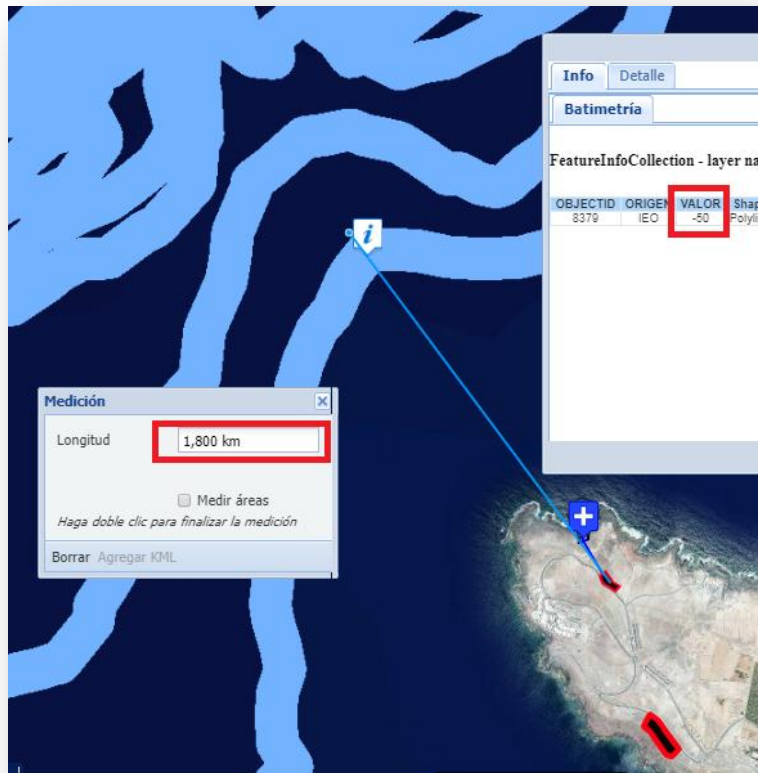 Info Detalle
Batimetría
FeatureInfoCollection - layer
OBJECTID ORIGEN VALOR
8379 IEO -50
i
Medición
Longitud 1,800 km
Medir áreas
Haga doble clic para finalizar la medición
Borrar Agregar KML